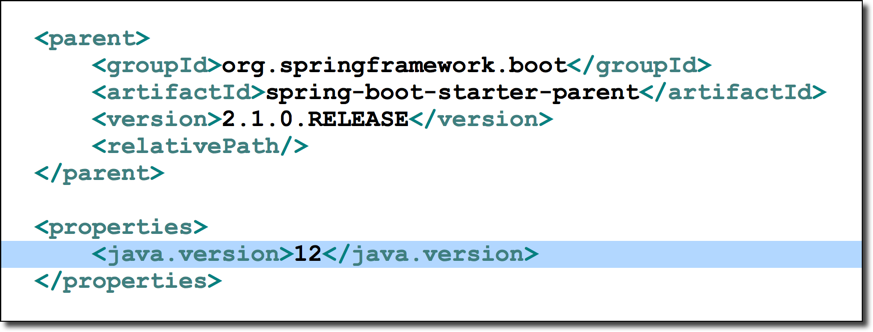 <parent>
<groupId>org.springframework.boot</groupId>
<artifactId>spring-boot-starter-parent</artifactId>
<version>2.1.0.RELEASE</version>
<relativePath/>
</parent>
<properties>
<java.version>12</java.version>
</properties>